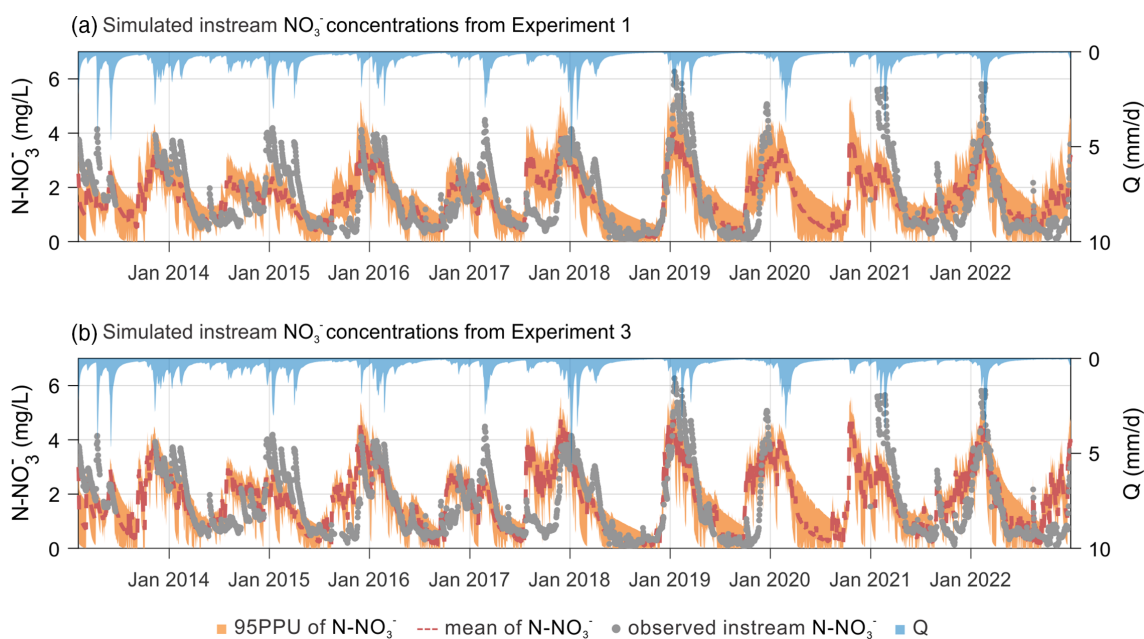 (a) Simulated instream NO₃⁻ concentrations from Experiment 1
N-NO₃⁻ (mg/L)
6
4
2
0
0
5
10
Q (mm/d)
Jan 2014 Jan 2015 Jan 2016 Jan 2017 Jan 2018 Jan 2019 Jan 2020 Jan 2021 Jan 2022
(b) Simulated instream NO₃⁻ concentrations from Experiment 3
N-NO₃⁻ (mg/L)
6
4
2
0
0
5
10
Q (mm/d)
Jan 2014 Jan 2015 Jan 2016 Jan 2017 Jan 2018 Jan 2019 Jan 2020 Jan 2021 Jan 2022
95PPU of N-NO₃⁻ mean of N-NO₃⁻ observed instream N-NO₃⁻ Q